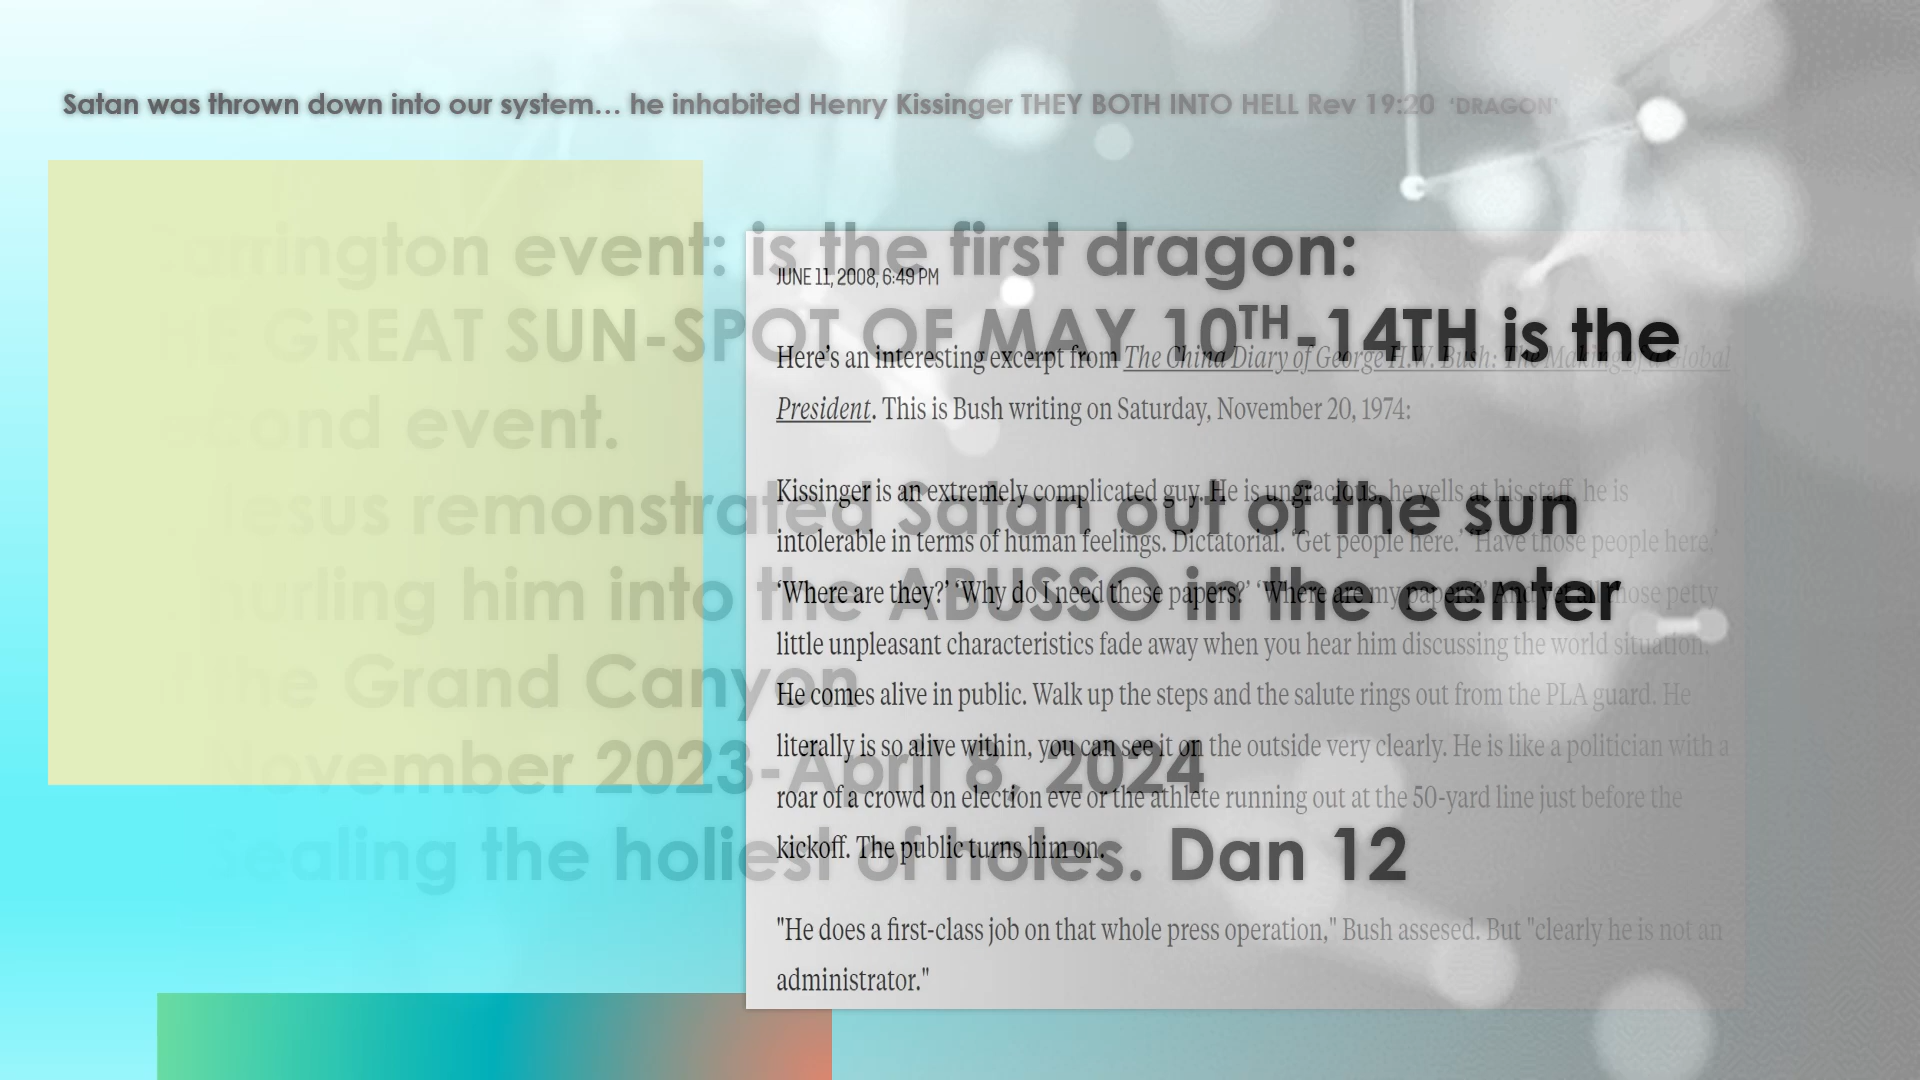 Satan was thrown down into our system... he inhabited Henry Kissinger THEY BOTH INTO HELL Rev 19:20 'DRAGON'
Carrington event: is the first dragon:
THE GREAT SUN-SPOT OF MAY 10TH-14TH is the
second event.
Jesus remonstrated Satan out of the sun
hurling him into the ABUSSO in the center
of the Grand Canyon
November 2023-April 8, 2024
Sealing the holiest of holes. Dan 12
JUNE 11, 2008, 6:49 PM
Here's an interesting excerpt from The China Diary of George H.W. Bush: The Making of a Global
President. This is Bush writing on Saturday, November 20, 1974:
Kissinger is an extremely complicated guy. He is ungracious, he yells at his staff, he is
intolerable in terms of human feelings. Dictatorial. 'Get people here.' 'Have those people here.'
'Where are they?' 'Why do I need these papers?' 'Where are my papers?' And yet all those petty
little unpleasant characteristics fade away when you hear him discussing the world situation.
He comes alive in public. Walk up the steps and the salute rings out from the PLA guard. He
literally is so alive within, you can see it on the outside very clearly. He is like a politician with a
roar of a crowd on election eve or the athlete running out at the 50-yard line just before the
kickoff. The public turns him on.
"He does a first-class job on that whole press operation," Bush assesed. But "clearly he is not an
administrator."